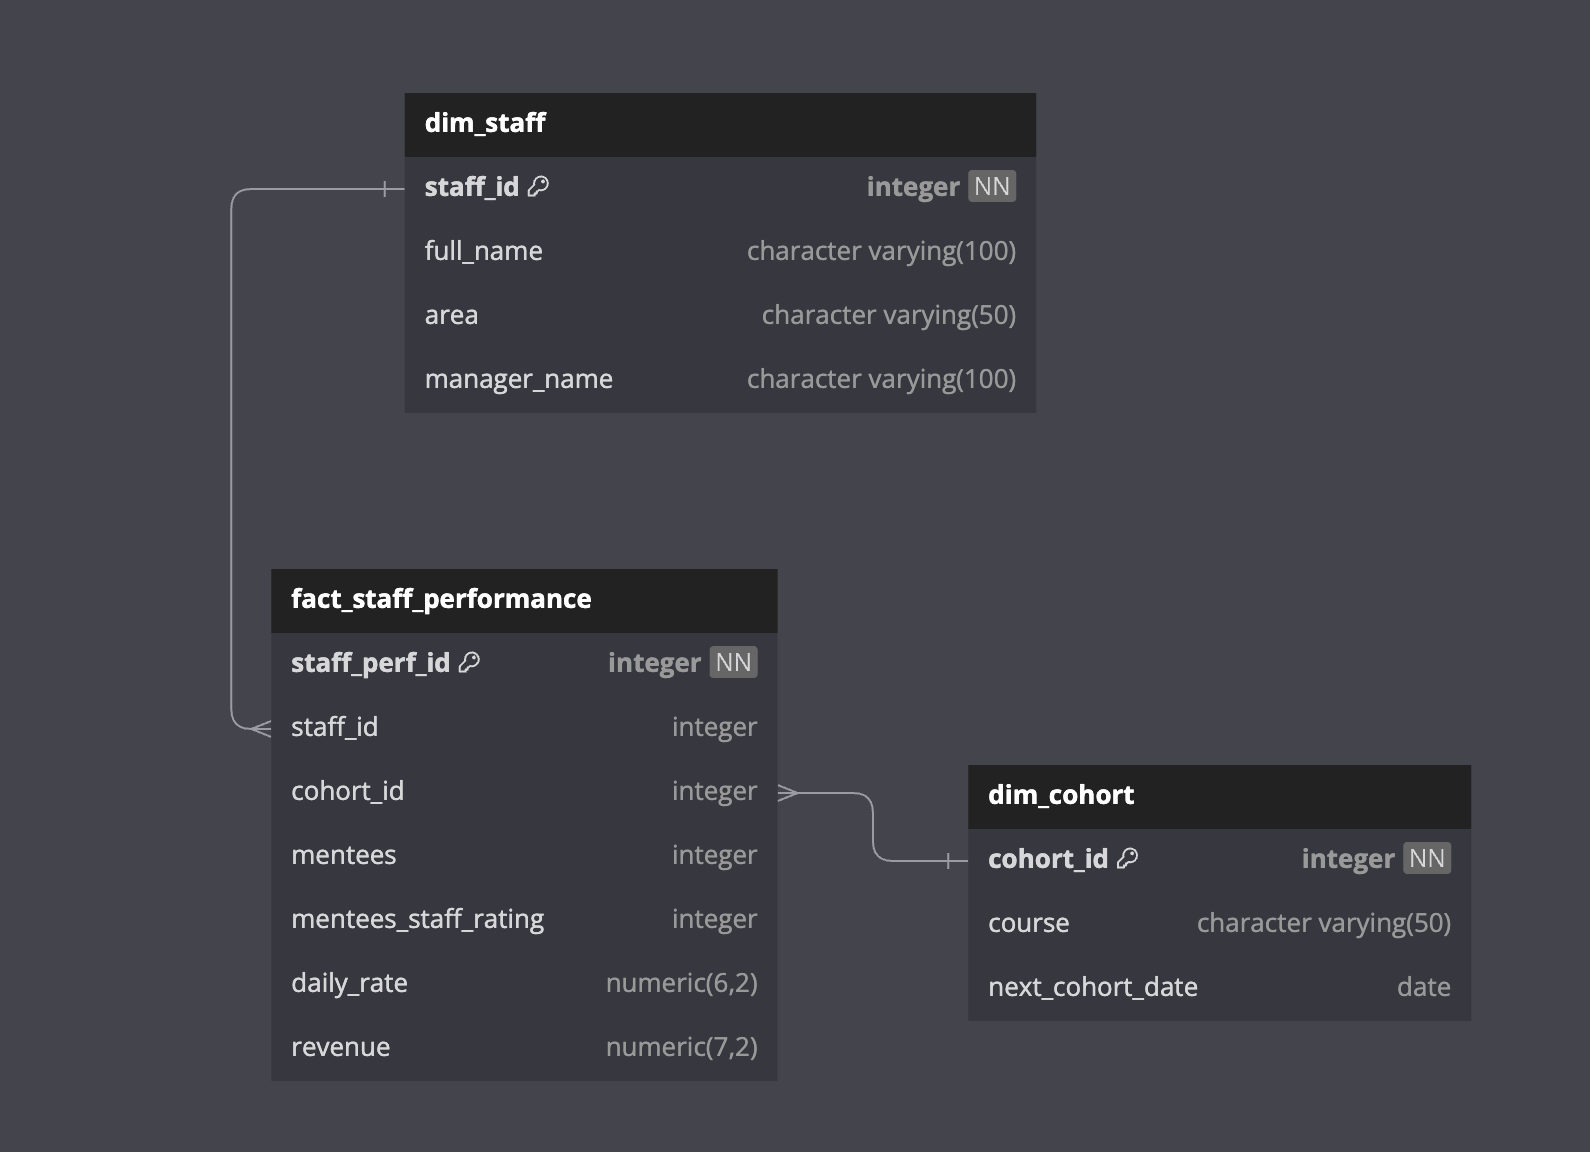 dim_staff
staff_id integer NN
full_name character varying(100)
area character varying(50)
manager_name character varying(100)
fact_staff_performance
staff_perf_id integer NN
staff_id integer
cohort_id integer
mentees integer
mentees_staff_rating integer
daily_rate numeric(6,2)
revenue numeric(7,2)
dim_cohort
cohort_id integer NN
course character varying(50)
next_cohort_date date